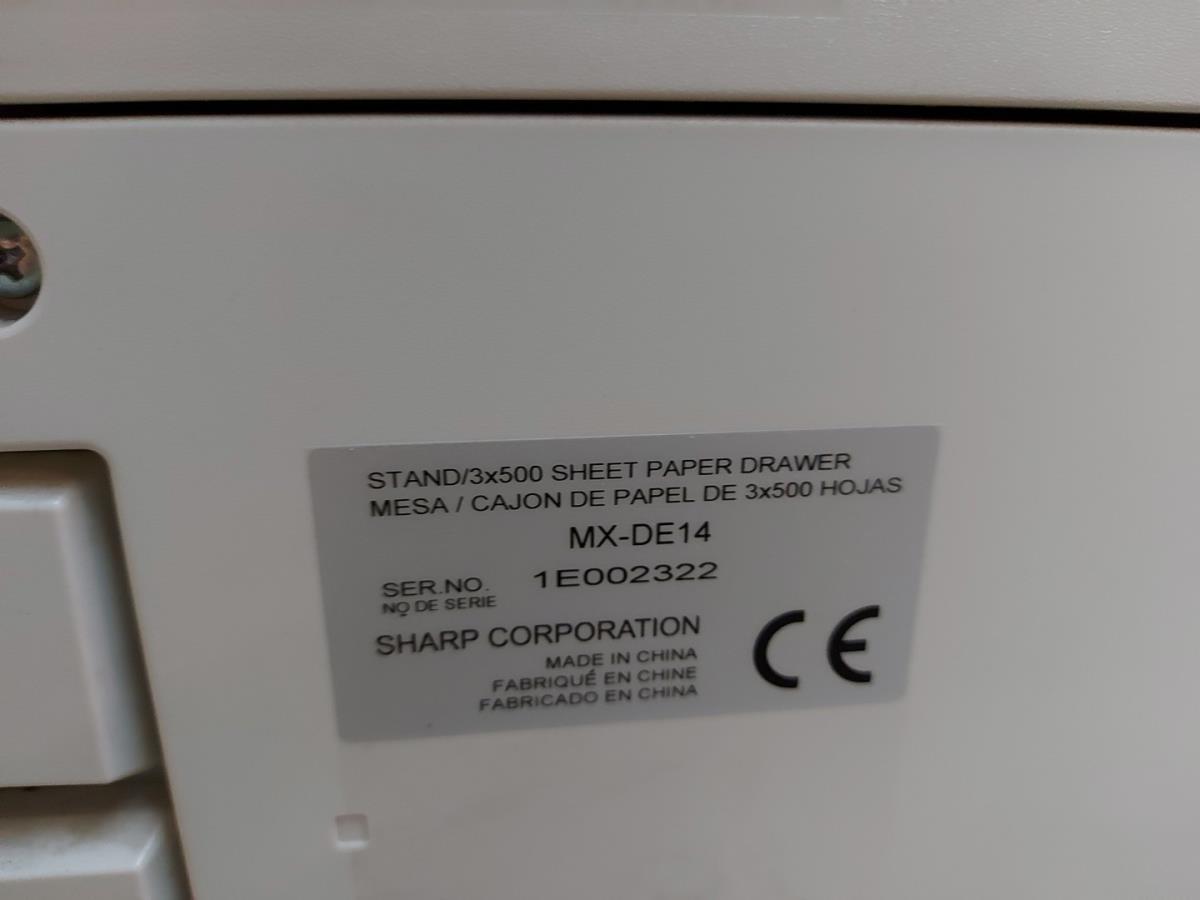 STAND/3x500 SHEET PAPER DRAWER
MESA / CAJON DE PAPEL DE 3x500 HOJAS
MX-DE14
SER.NO. 1E002322
NO DE SERIE
SHARP CORPORATION
MADE IN CHINA
FABRIQUÉ EN CHINE
FABRICADO EN CHINA
CE